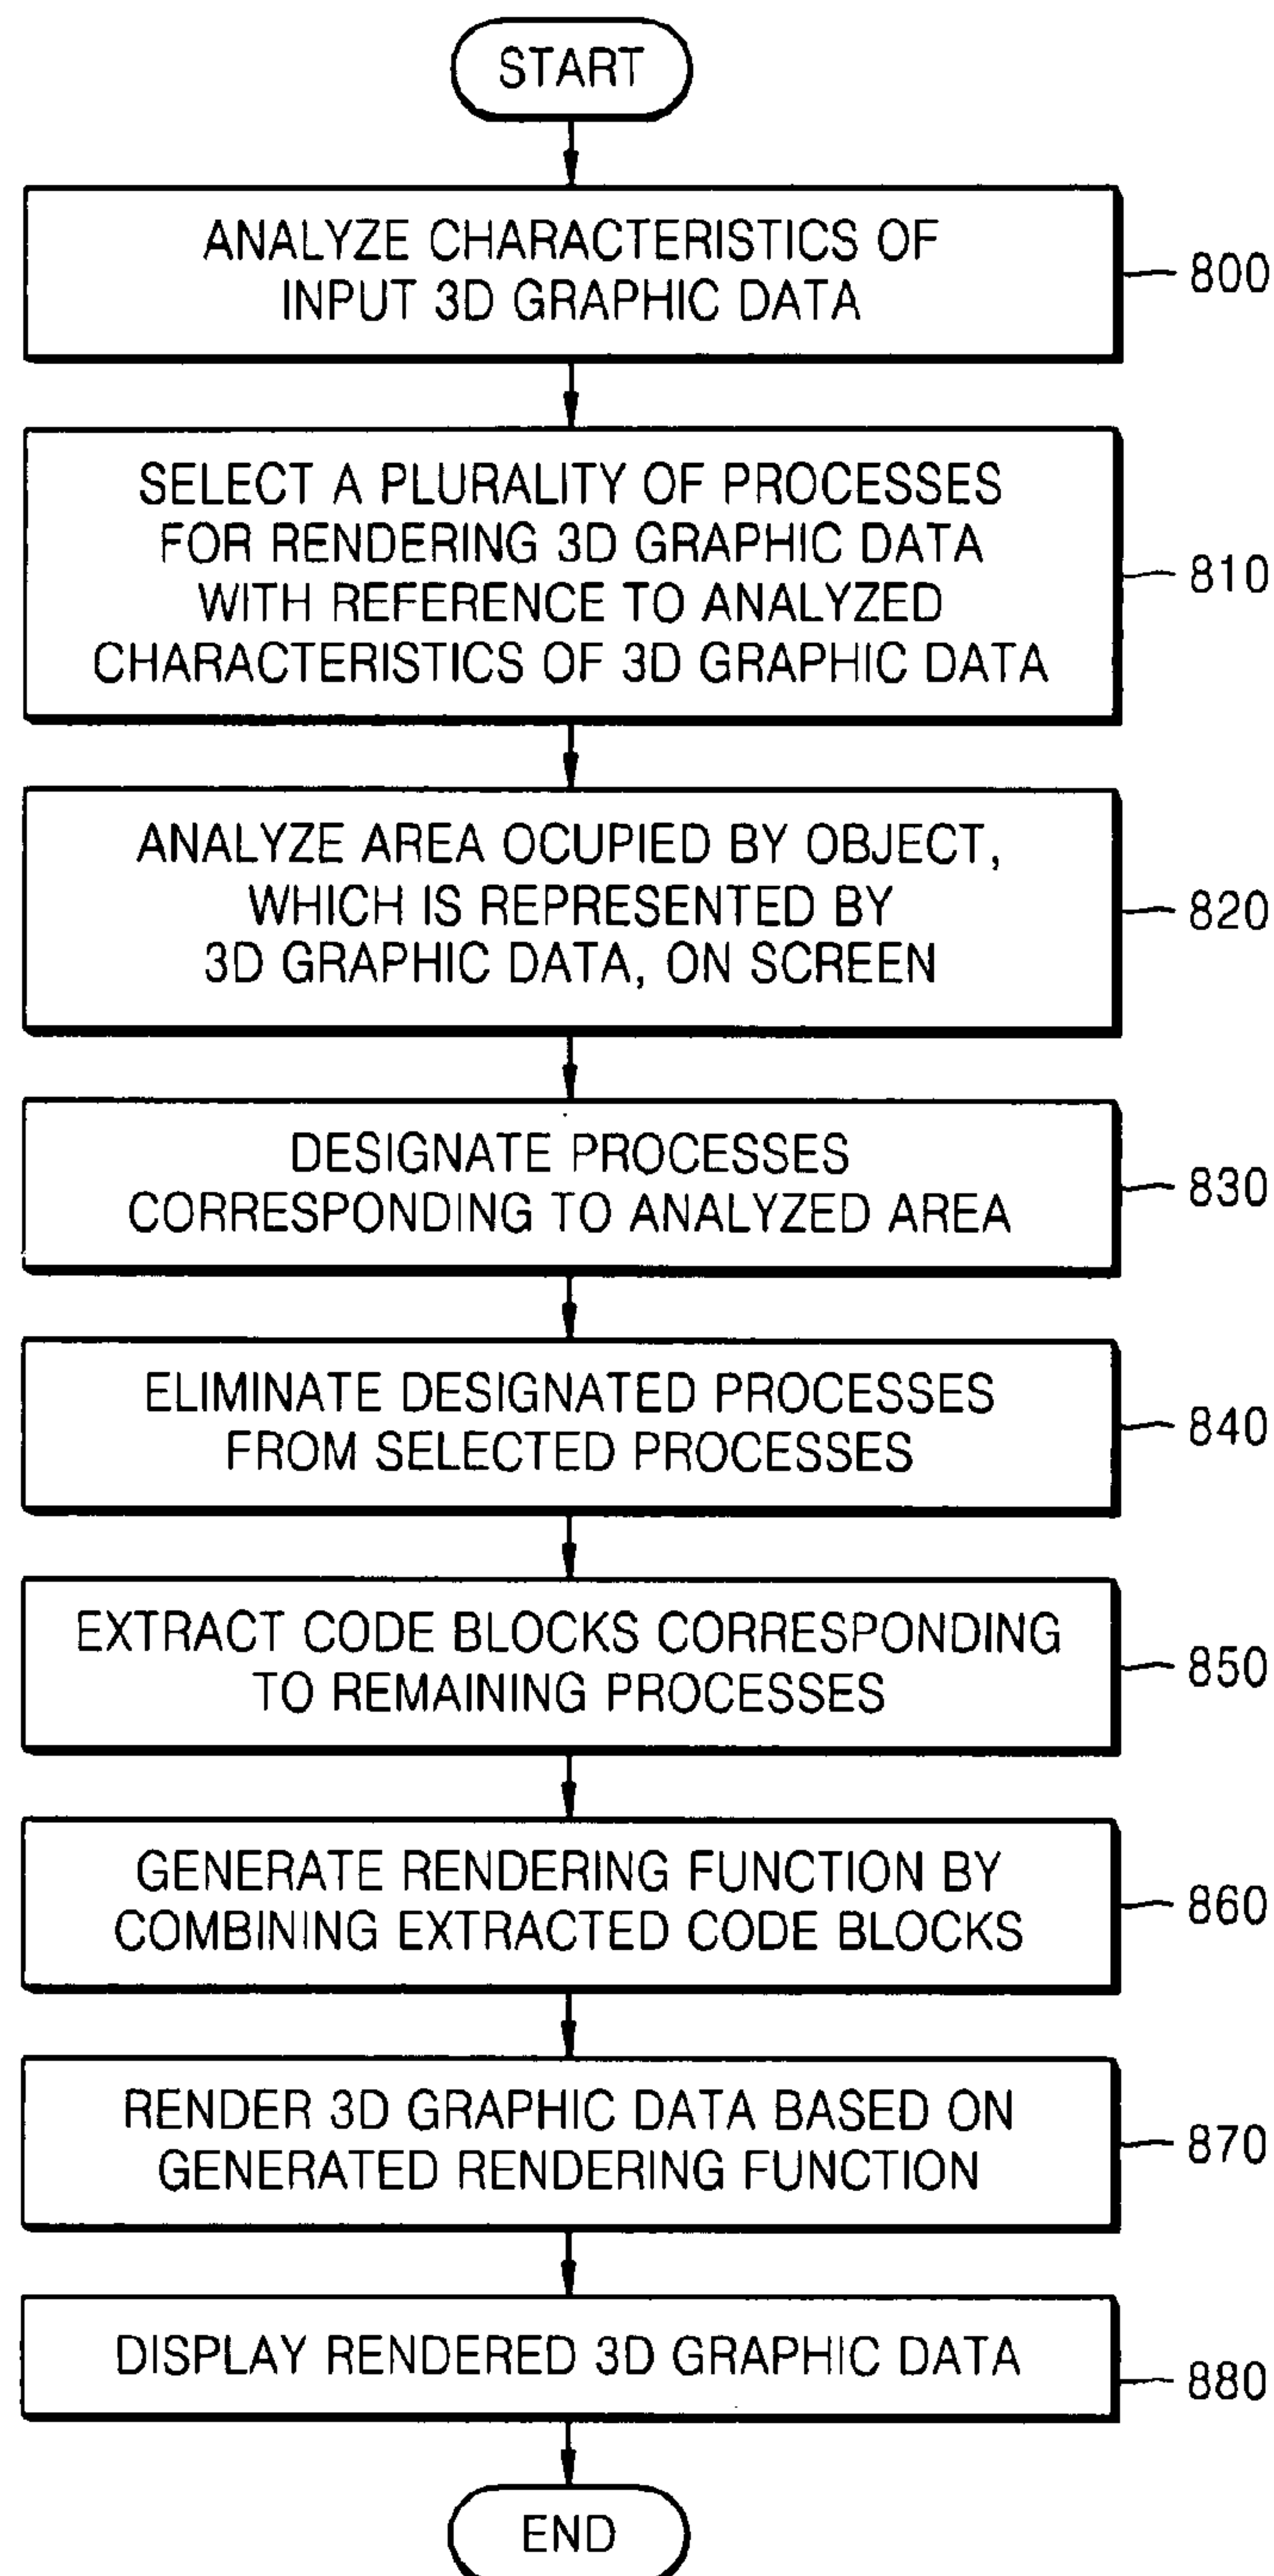 START
ANALYZE CHARACTERISTICS OF
INPUT 3D GRAPHIC DATA
800
SELECT A PLURALITY OF PROCESSES
FOR RENDERING 3D GRAPHIC DATA
WITH REFERENCE TO ANALYZED
CHARACTERISTICS OF 3D GRAPHIC DATA
810
ANALYZE AREA OCUPIED BY OBJECT,
WHICH IS REPRESENTED BY
3D GRAPHIC DATA, ON SCREEN
820
DESIGNATE PROCESSES
CORRESPONDING TO ANALYZED AREA
830
ELIMINATE DESIGNATED PROCESSES
FROM SELECTED PROCESSES
840
EXTRACT CODE BLOCKS CORRESPONDING
TO REMAINING PROCESSES
850
GENERATE RENDERING FUNCTION BY
COMBINING EXTRACTED CODE BLOCKS
860
RENDER 3D GRAPHIC DATA BASED ON
GENERATED RENDERING FUNCTION
870
DISPLAY RENDERED 3D GRAPHIC DATA
880
END